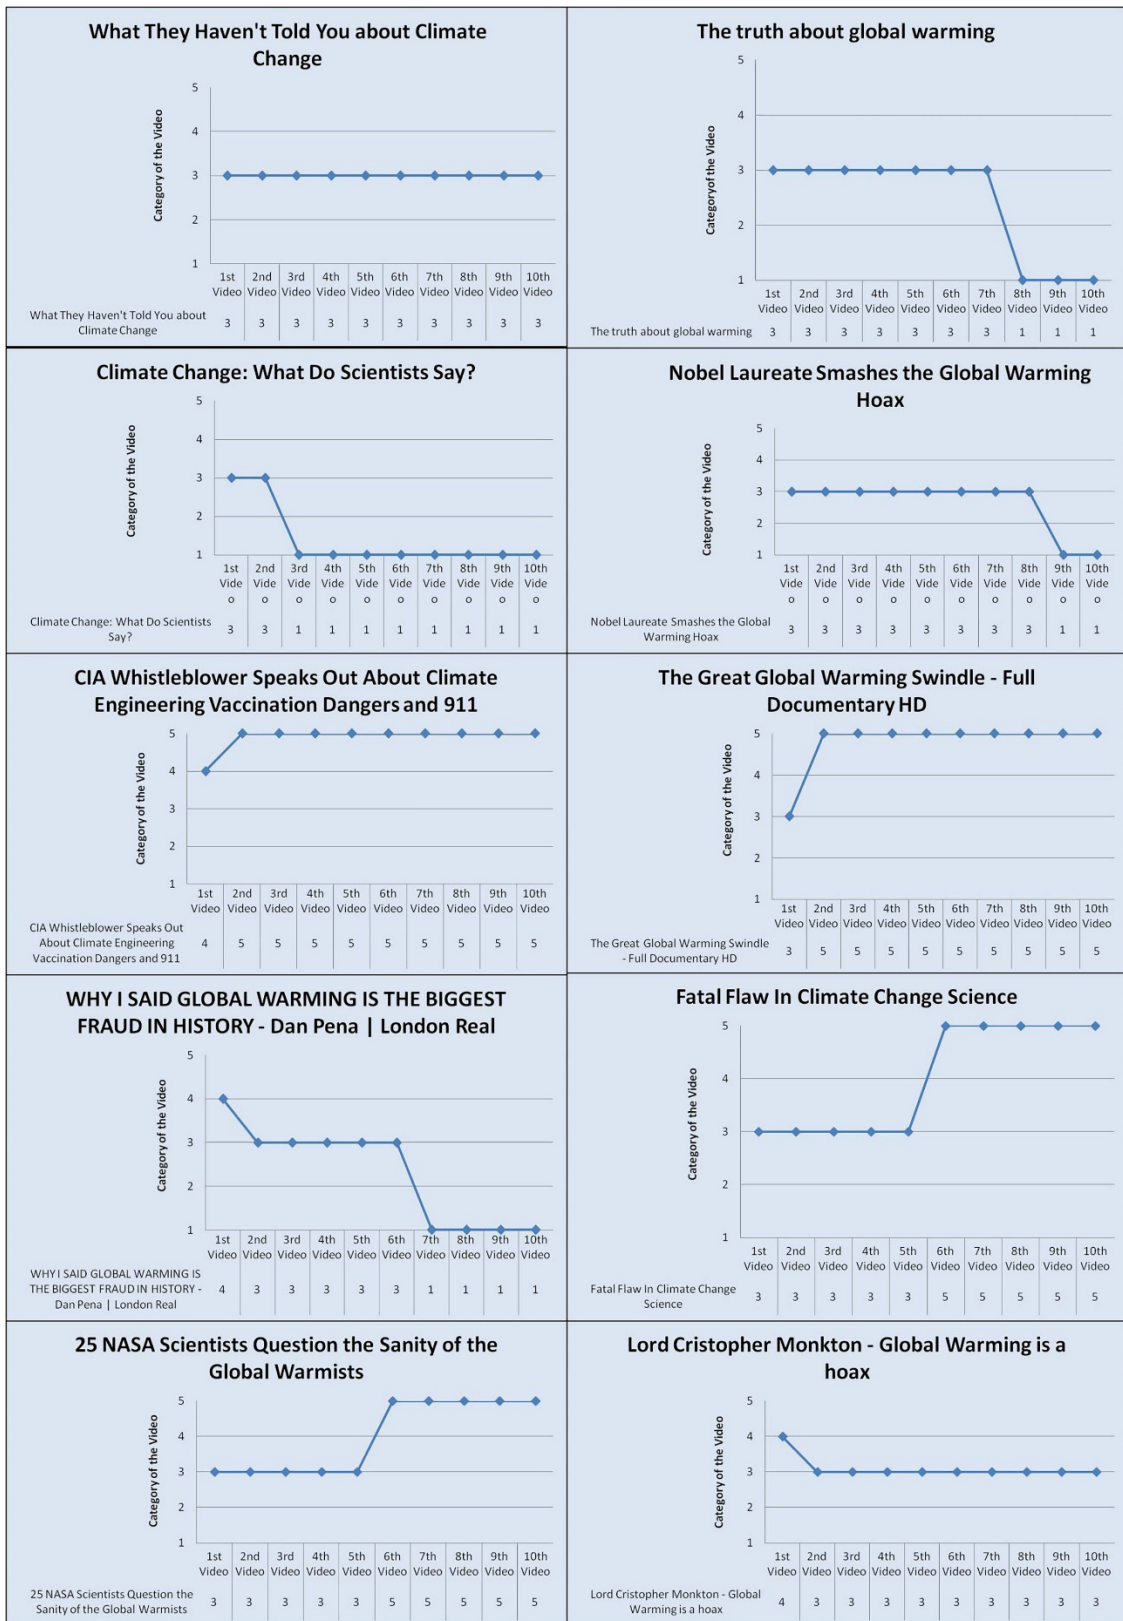 What They Haven't Told You about Climate
Change
5
4
3
2
1
Category of the Video
1st 2nd 3rd 4th 5th 6th 7th 8th 9th 10th
Video Video Video Video Video Video Video Video Video Video
What They Haven't Told You about
Climate Change
3 3 3 3 3 3 3 3 3 3
The truth about global warming
5
4
3
2
1
Categoryof the Video
1st 2nd 3rd 4th 5th 6th 7th 8th 9th 10th
Video Video Video Video Video Video Video Video Video Video
The truth about global warming 3 3 3 3 3 3 3 1 1 1
Climate Change: What Do Scientists Say?
5
4
3
2
1
Category of the Video
1st 2nd 3rd 4th 5th 6th 7th 8th 9th 10th
Vide Vide Vide Vide Vide Vide Vide Vide Vide Vide
o o o o o o o o o o
Climate Change: What Do Scientists
Say?
3 3 1 1 1 1 1 1 1 1
Nobel Laureate Smashes the Global Warming
Hoax
5
4
3
2
1
Category of the Video
1st 2nd 3rd 4th 5th 6th 7th 8th 9th 10th
Vide Vide Vide Vide Vide Vide Vide Vide Vide Vide
o o o o o o o o o o
Nobel Laureate Smashes the Global
Warming Hoax
3 3 3 3 3 3 3 3 1 1
CIA Whistleblower Speaks Out About Climate
Engineering Vaccination Dangers and 911
5
4
3
2
1
Category of the Video
1st 2nd 3rd 4th 5th 6th 7th 8th 9th 10th
Video Video Video Video Video Video Video Video Video Video
CIA Whistleblower Speaks Out
About Climate Engineering
Vaccination Dangers and 911
4 5 5 5 5 5 5 5 5 5
The Great Global Warming Swindle - Full
Documentary HD
5
4
3
2
1
Category of the Video
1st 2nd 3rd 4th 5th 6th 7th 8th 9th 10th
Video Video Video Video Video Video Video Video Video Video
The Great Global Warming Swindle
- Full Documentary HD
3 5 5 5 5 5 5 5 5 5
WHY I SAID GLOBAL WARMING IS THE BIGGEST
FRAUD IN HISTORY - Dan Pena | London Real
5
4
3
2
1
Category of the Video
1st 2nd 3rd 4th 5th 6th 7th 8th 9th 10th
Video Video Video Video Video Video Video Video Video Video
WHY I SAID GLOBAL WARMING IS
THE BIGGEST FRAUD IN HISTORY -
Dan Pena | London Real
4 3 3 3 3 3 1 1 1 1
Fatal Flaw In Climate Change Science
5
4
3
2
1
Category of the Video
1st 2nd 3rd 4th 5th 6th 7th 8th 9th 10th
Video Video Video Video Video Video Video Video Video Video
Fatal Flaw In Climate Change
Science
3 3 3 3 3 5 5 5 5 5
25 NASA Scientists Question the Sanity of the
Global Warmists
5
4
3
2
1
Category of the Video
1st 2nd 3rd 4th 5th 6th 7th 8th 9th 10th
Video Video Video Video Video Video Video Video Video Video
25 NASA Scientists Question the
Sanity of the Global Warmists
3 3 3 3 3 5 5 5 5 5
Lord Cristopher Monkton - Global Warming is a
hoax
5
4
3
2
1
Category of the Video
1st 2nd 3rd 4th 5th 6th 7th 8th 9th 10th
Video Video Video Video Video Video Video Video Video Video
Lord Cristopher Monkton - Global
Warming is a hoax
4 3 3 3 3 3 3 3 3 3